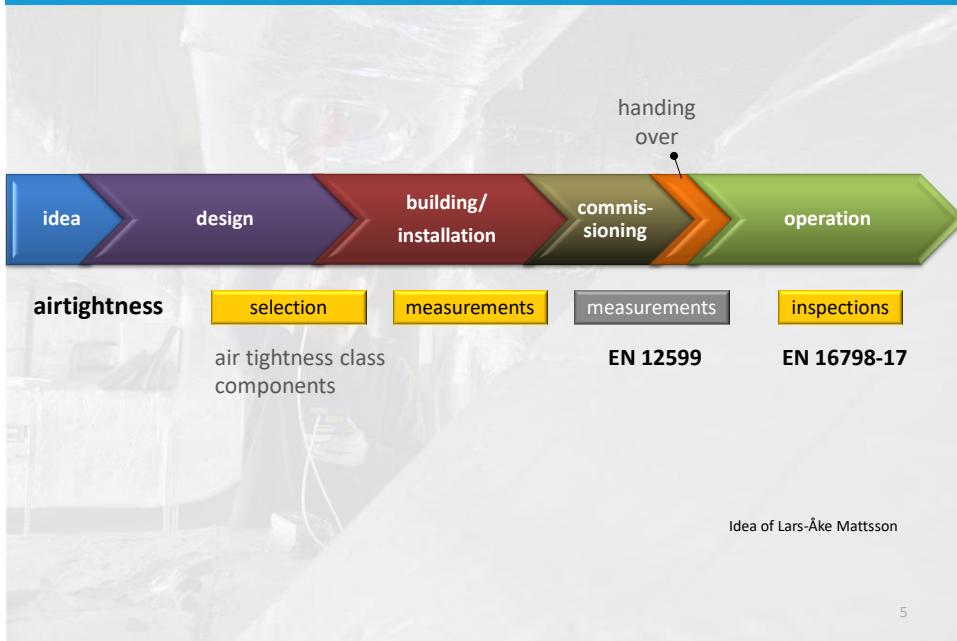 handing
over
idea
design
building/
installation
commis-
sioning
operation
airtightness
selection
measurements
measurements
inspections
air tightness class
components
EN 12599
EN 16798-17
Idea of Lars-Åke Mattsson
5